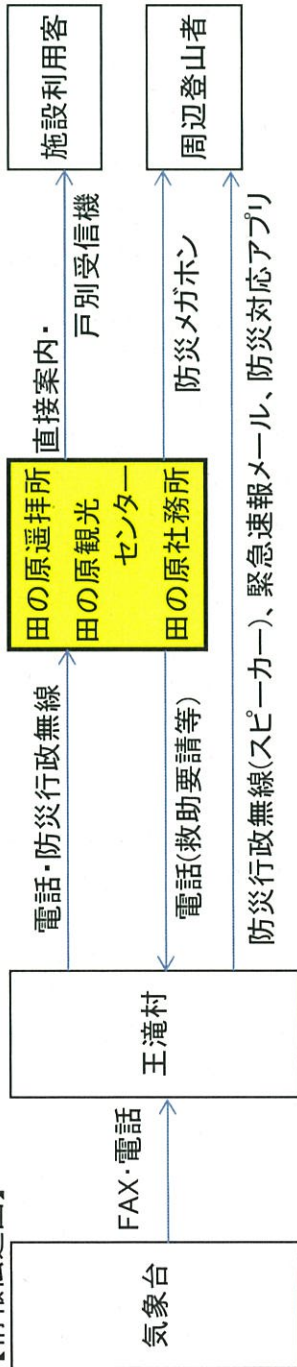 【情報伝達图】
気象台
FAX・電話
王滝村
電話・防災行政無線
電話(救助要請等)
田の原遥拝所
田の原観光
センター
田の原社務所
直接案内・
戸別受信機
防災メガホン
施設利用客
周辺登山者
防災行政無線(スピーカー)、緊急速報メール、防災対応アプリ